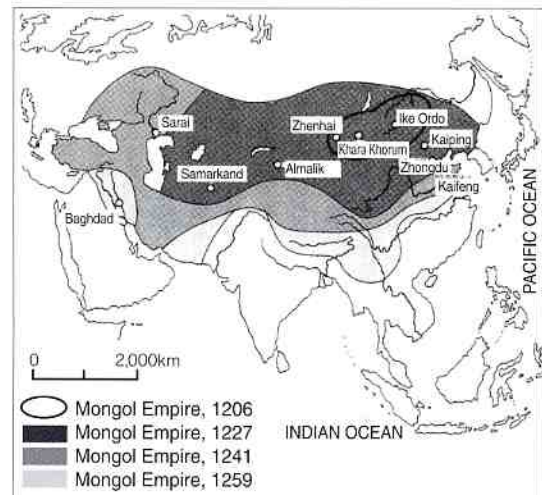 Sarai
Zhenhai
Ike Ordo
Khara Khorum
Kaiping
Samarkand
Almalik
Zhongdu
Kaifeng
Baghdad
PACIFIC OCEAN
0 2,000km
Mongol Empire, 1206
Mongol Empire, 1227
INDIAN OCEAN
Mongol Empire, 1241
Mongol Empire, 1259